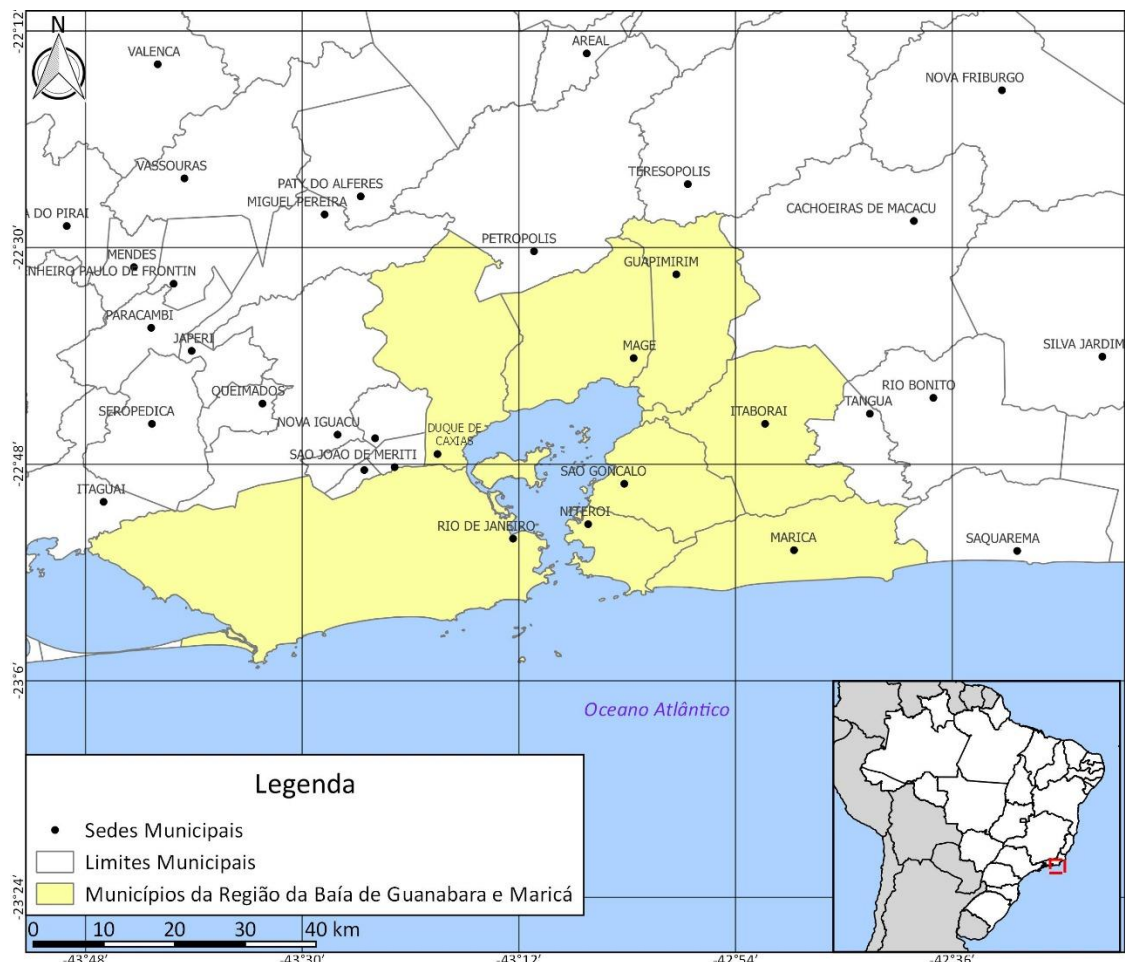 N
-22°12'
VALENCA
AREAL
NOVA FRIBURGO
VASSOURAS
TERESOPOLIS
PATY DO ALFERES
MIGUEL PEREIRA
CACHOEIRAS DE MACACU
A DO PIRAI
-22°30'
PETROPOLIS
MENDES
GUAPIMIRIM
NHEIRO PAULO DE FRONTIN
PARACAMBI
JAPERI
MAGE
SILVA JARDIM
QUEIMADOS
RIO BONITO
SEROPEDICA
ITABORAI
TANGUA
NOVA IGUACU
DUQUE DE
CAXIAS
-22°48'
SAO JOAO DE MERITI
SAO GONCALO
ITAGUAI
NITEROI
RIO DE JANEIRO
MARICA
SAQUAREMA
-23°6'
Oceano Atlântico
Legenda
Sedes Municipais
Limites Municipais
Municípios da Região da Baía de Guanabara e Maricá
-23°24'
0 10 20 30 40 km
-43°48' -43°30' -43°12' -42°54' -42°36'